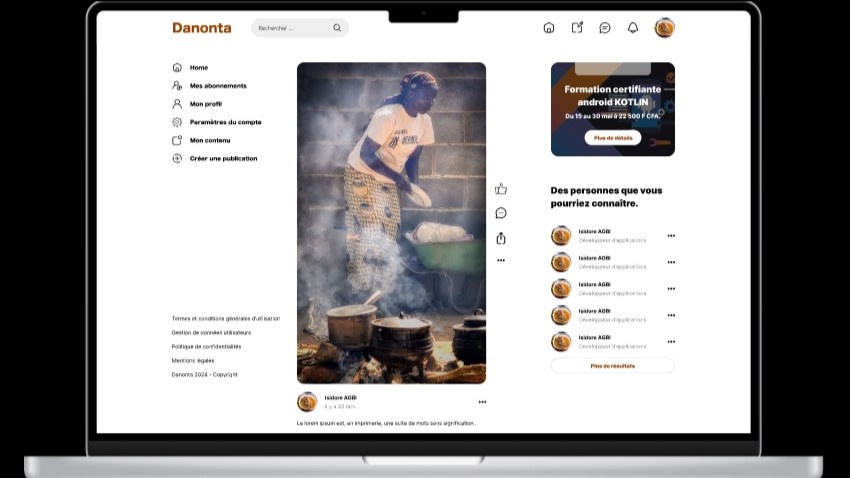 Danonta
Rechercher ...
Home
Mes abonnements
Mon profil
Paramètres du compte
Mon contenu
Créer une publication
Termes et conditions générales d'utilisation
Gestion de données utilisateurs
Politique de confidentialités
Mentions légales
Danonta 2024 - Copyright
Isidore AGBI
il y a 20 min.
Le lorem ipsum est, en imprimerie, une suite de mots sans signification.
Formation certifiante
android KOTLIN
Du 15 au 30 mai à 22 500 F CFA.
Plus de détails
Des personnes que vous
pourriez connaître.
Isidore AGBI
Développeur d'applications
Isidore AGBI
Développeur d'applications
Isidore AGBI
Développeur d'applications
Isidore AGBI
Développeur d'applications
Isidore AGBI
Développeur d'applications
Plus de résultats